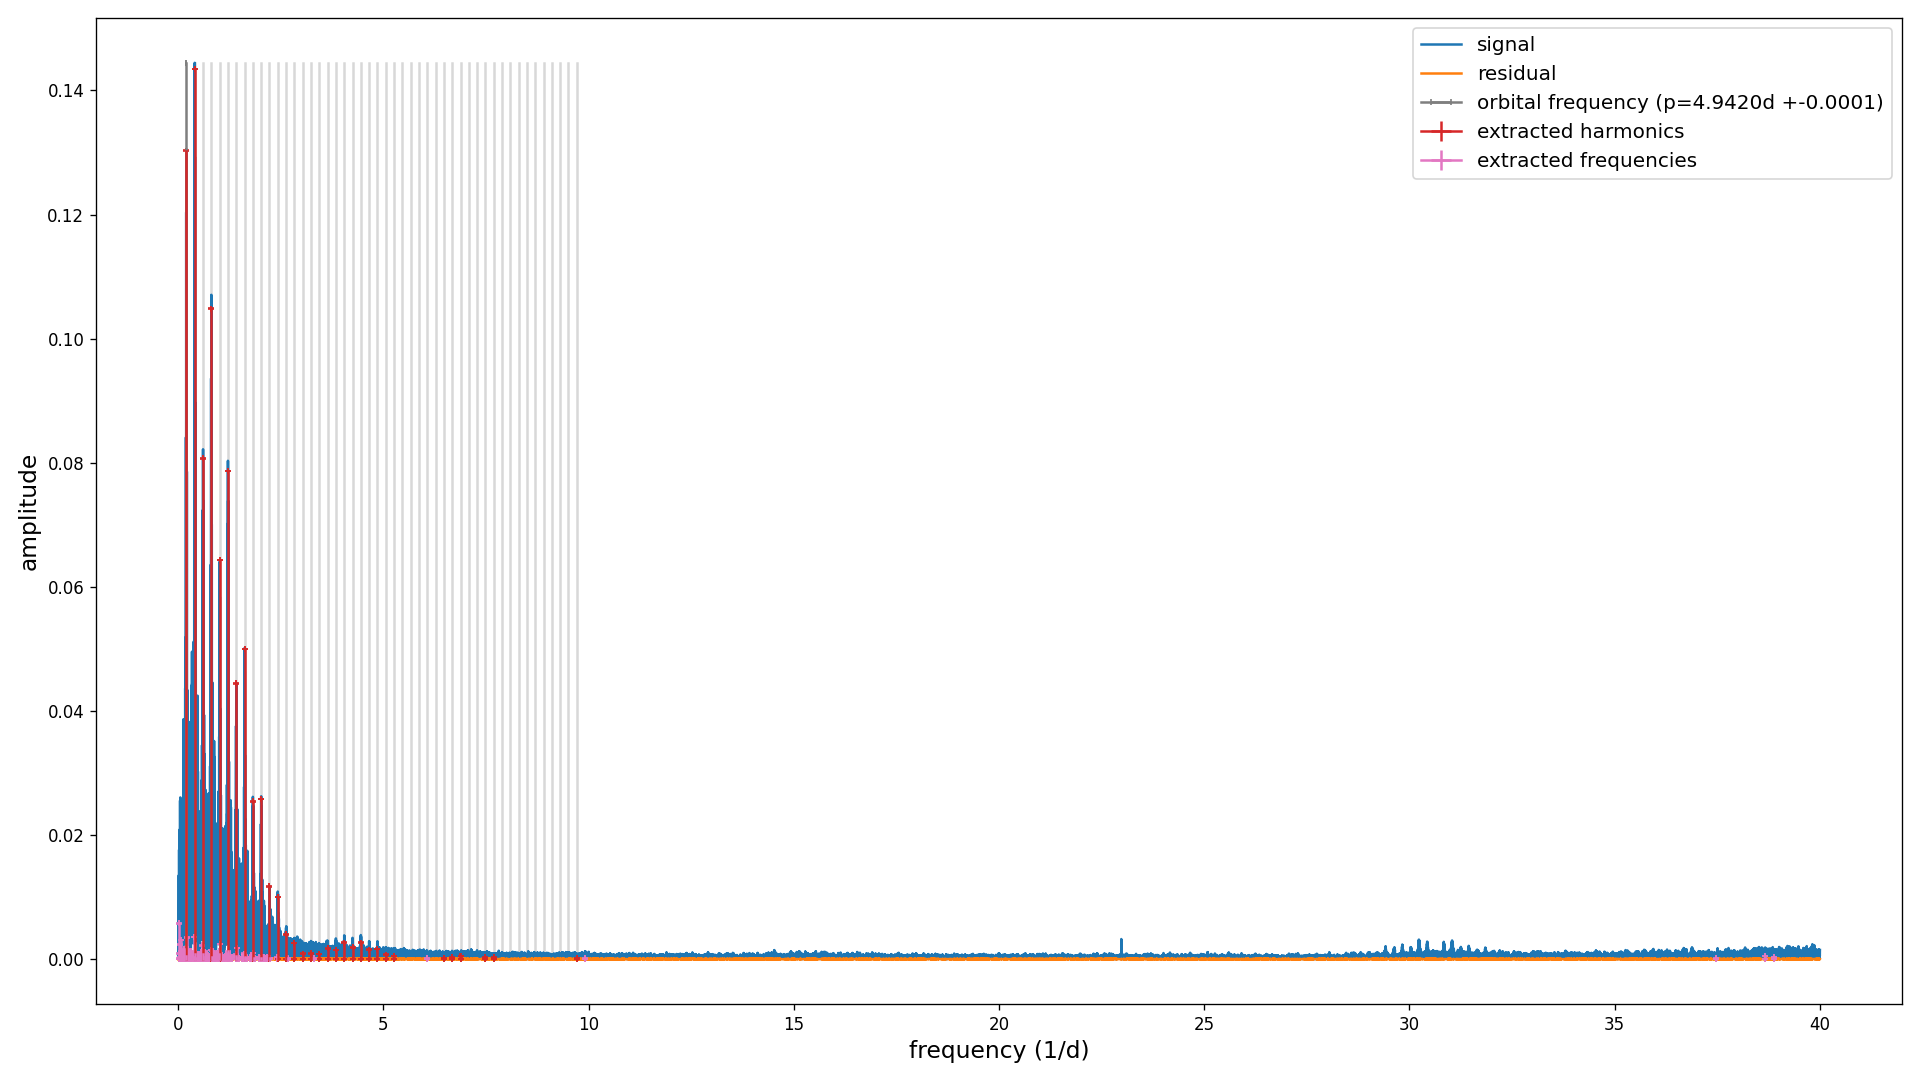 signal
residual
orbital frequency (p=4.9420d +-0.0001)
extracted harmonics
extracted frequencies
0.14
0.12
0.10
0.08
0.06
0.04
0.02
0.00
amplitude
0 5 10 15 20 25 30 35 40
frequency (1/d)